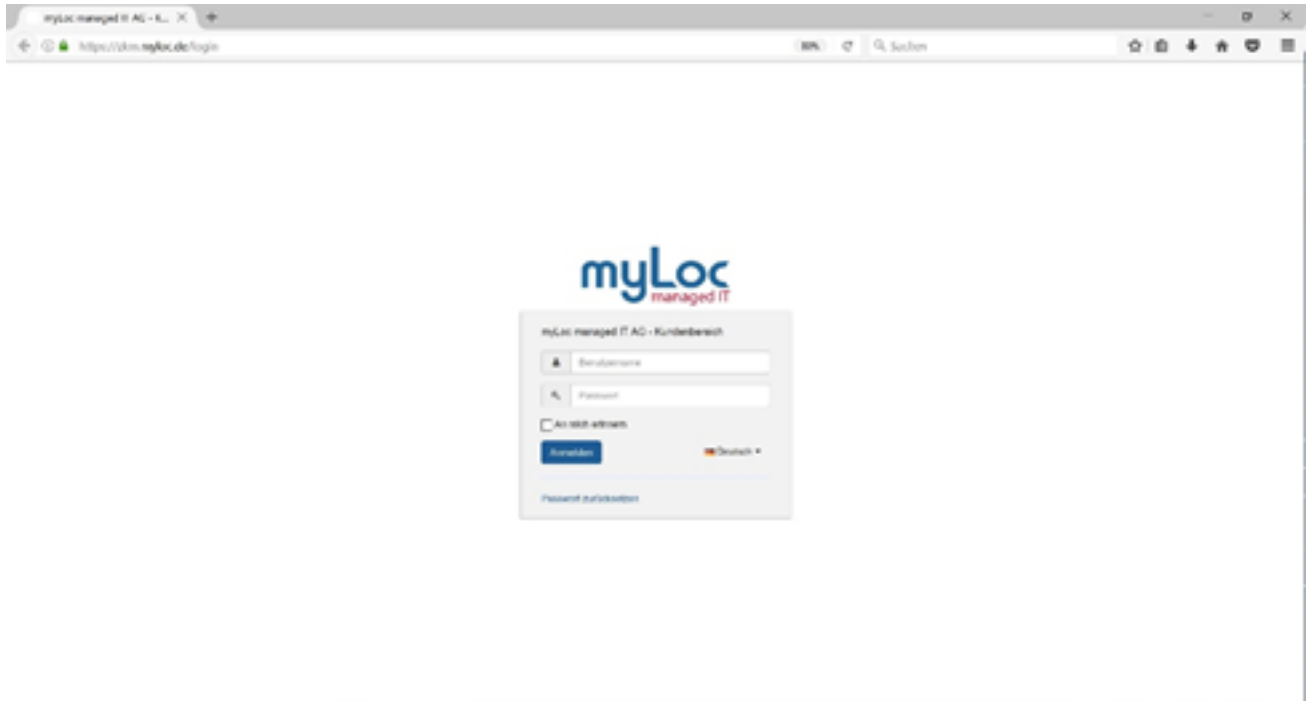 myLoc managed IT AG - K...
https://zkm.myloc.de/login
80%
Suchen
myLoc
managed IT
myLoc managed IT AG - Kundenbereich
Benutzername
Passwort
An mich erinnern
Anmelden
Deutsch
Passwort zurücksetzen